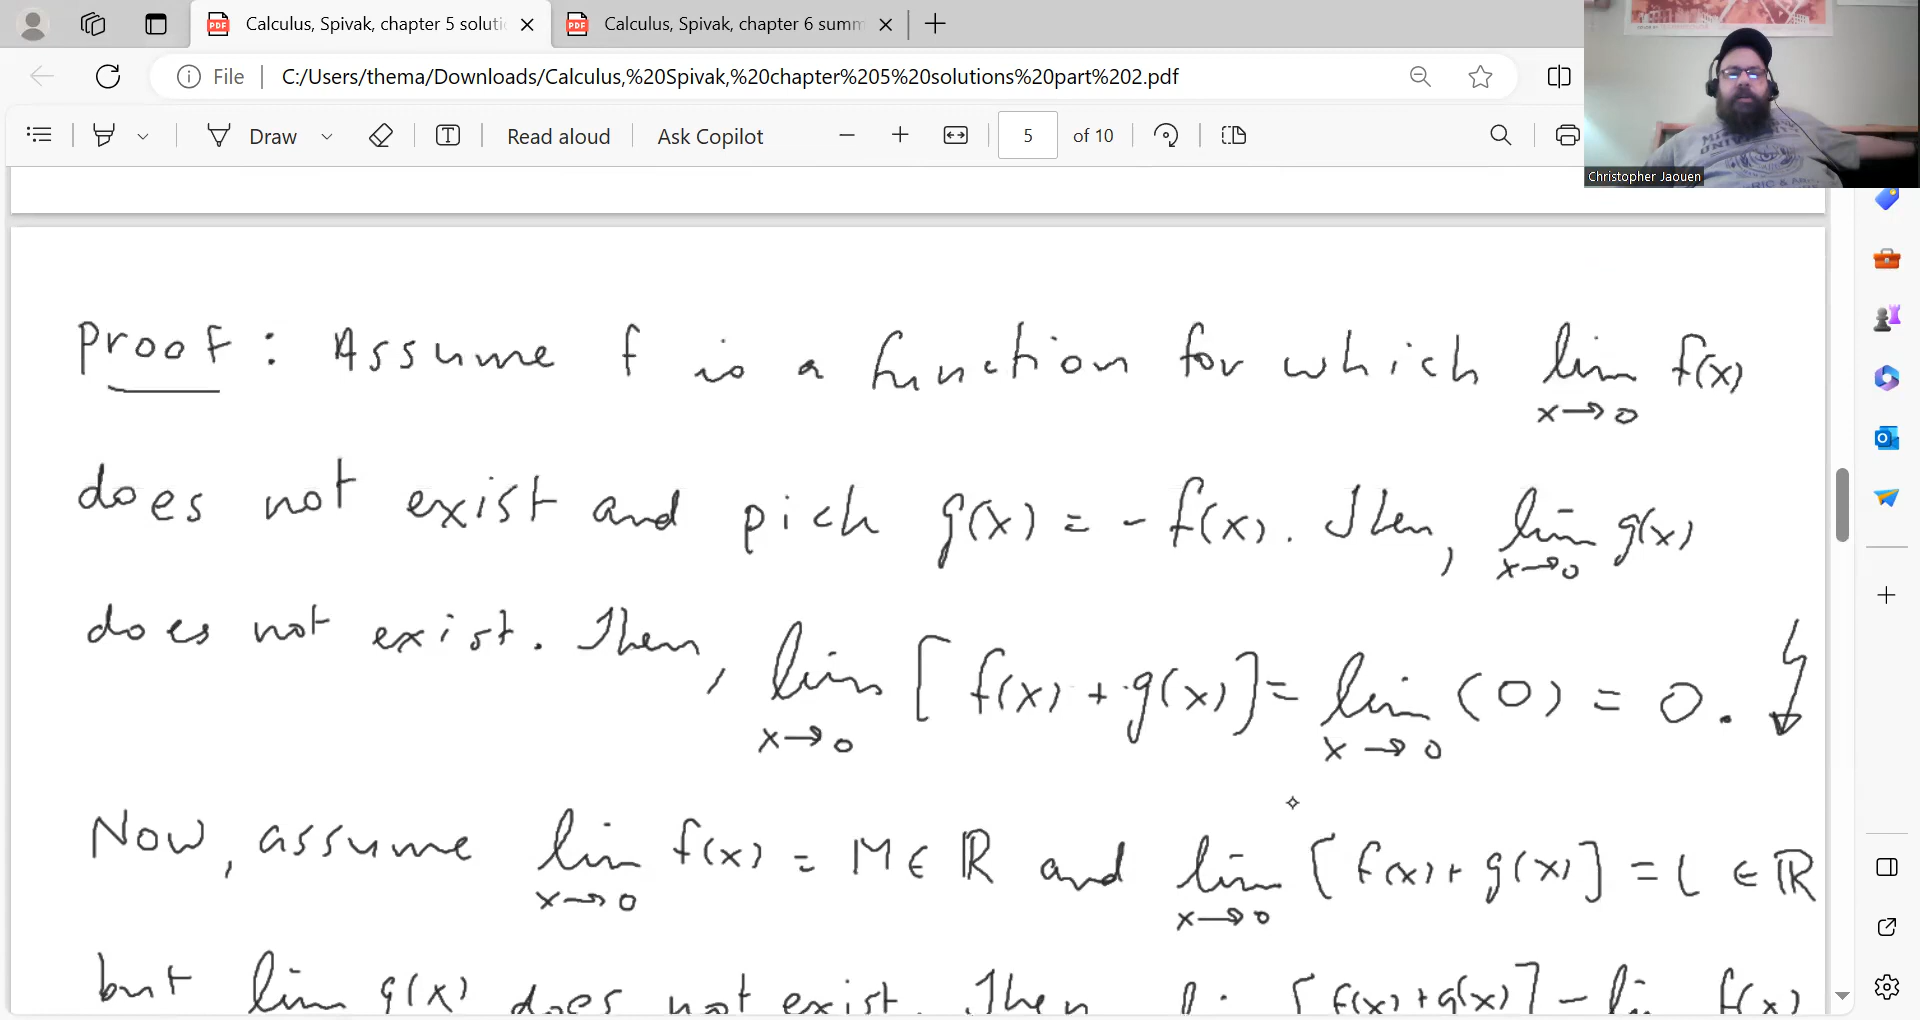 Calculus, Spivak, chapter 5 soluti
Calculus, Spivak, chapter 6 summ
File
C:/Users/thema/Downloads/Calculus,%20Spivak,%20chapter%205%20solutions%20part%202.pdf
Draw
Read aloud
Ask Copilot
5 of 10
Christopher Jaouen
Proof : Assume f is a function for which lim x→0 f(x)
does not exist and pick g(x) = - f(x). Then, lim x→0 g(x)
does not exist. Then, lim x→0 [f(x) + g(x)] = lim x→0 (0) = 0.
Now, assume lim x→0 f(x) = M ∈ ℝ and lim x→0 [f(x) + g(x)] = L ∈ ℝ
but lim g(x) does not exist. Then [f(x) + g(x)] - f(x)